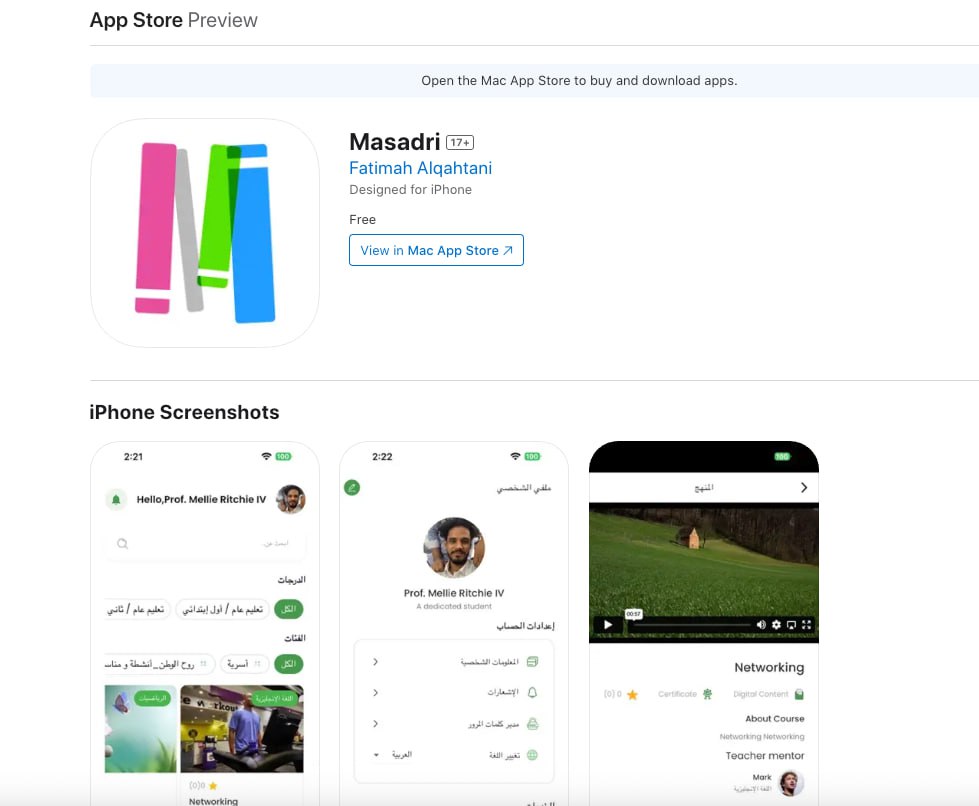 App Store Preview
Open the Mac App Store to buy and download apps.
Masadri 17+
Fatimah Alqahtani
Designed for iPhone
Free
View in Mac App Store ↗
iPhone Screenshots
2:21
100
Hello,Prof. Mellie Ritchie IV
ابحث عن..
الدرجات
الكل
تعليم عام / أول إبتدائي
تعليم عام / ثاني
الفئات
الكل
أسرية
روح الوطن_أنشطة و مناس
الرياضيات
اللغة الإنجليزية
(0)0
Networking
2:22
100
ملفي الشخصي
Prof. Mellie Ritchie IV
A dedicated student
إعدادات الحساب
المعلومات الشخصية
الإشعارات
مدير كلمات المرور
تغيير اللغة
العربية
100
المنهج
00:57
Networking
(0) 0
Certificate
Digital Content
About Course
Networking Networking
Teacher mentor
Mark
اللغة الإنجليزية